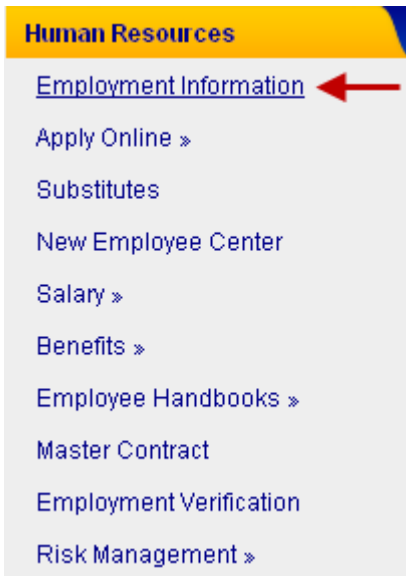 Human Resources
Employment Information
Apply Online »
Substitutes
New Employee Center
Salary »
Benefits »
Employee Handbooks »
Master Contract
Employment Verification
Risk Management »